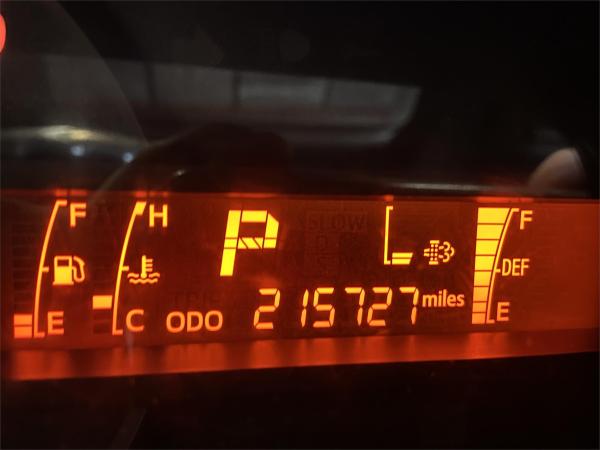 F H P F
DEF
E C ODO 215727 miles E